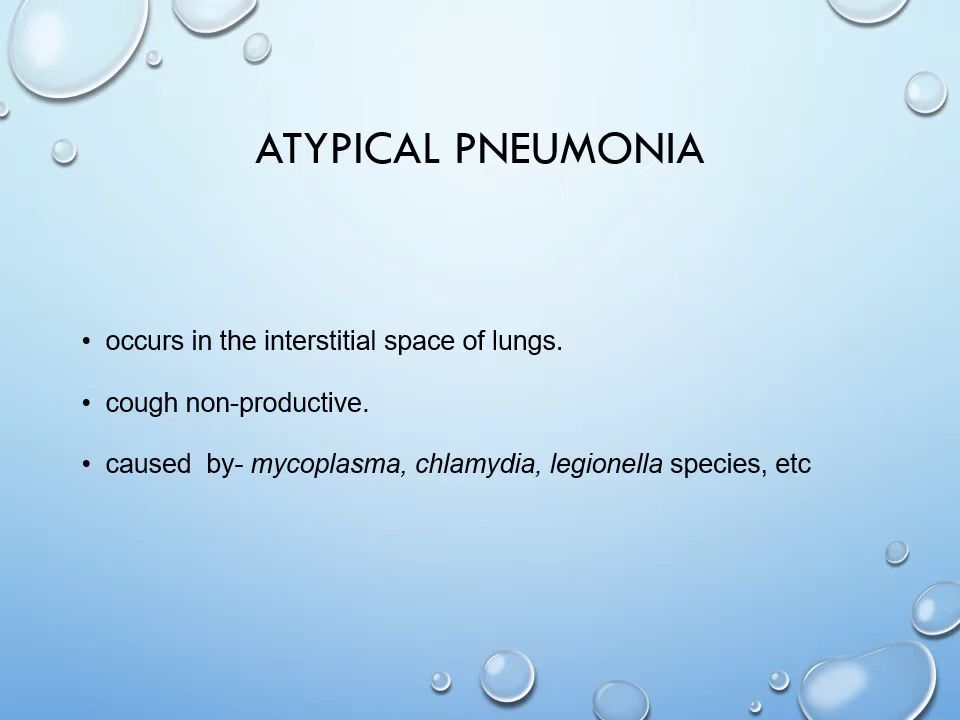 ATYPICAL PNEUMONIA
• occurs in the interstitial space of lungs.
• cough non-productive.
• caused  by- mycoplasma, chlamydia, legionella species, etc